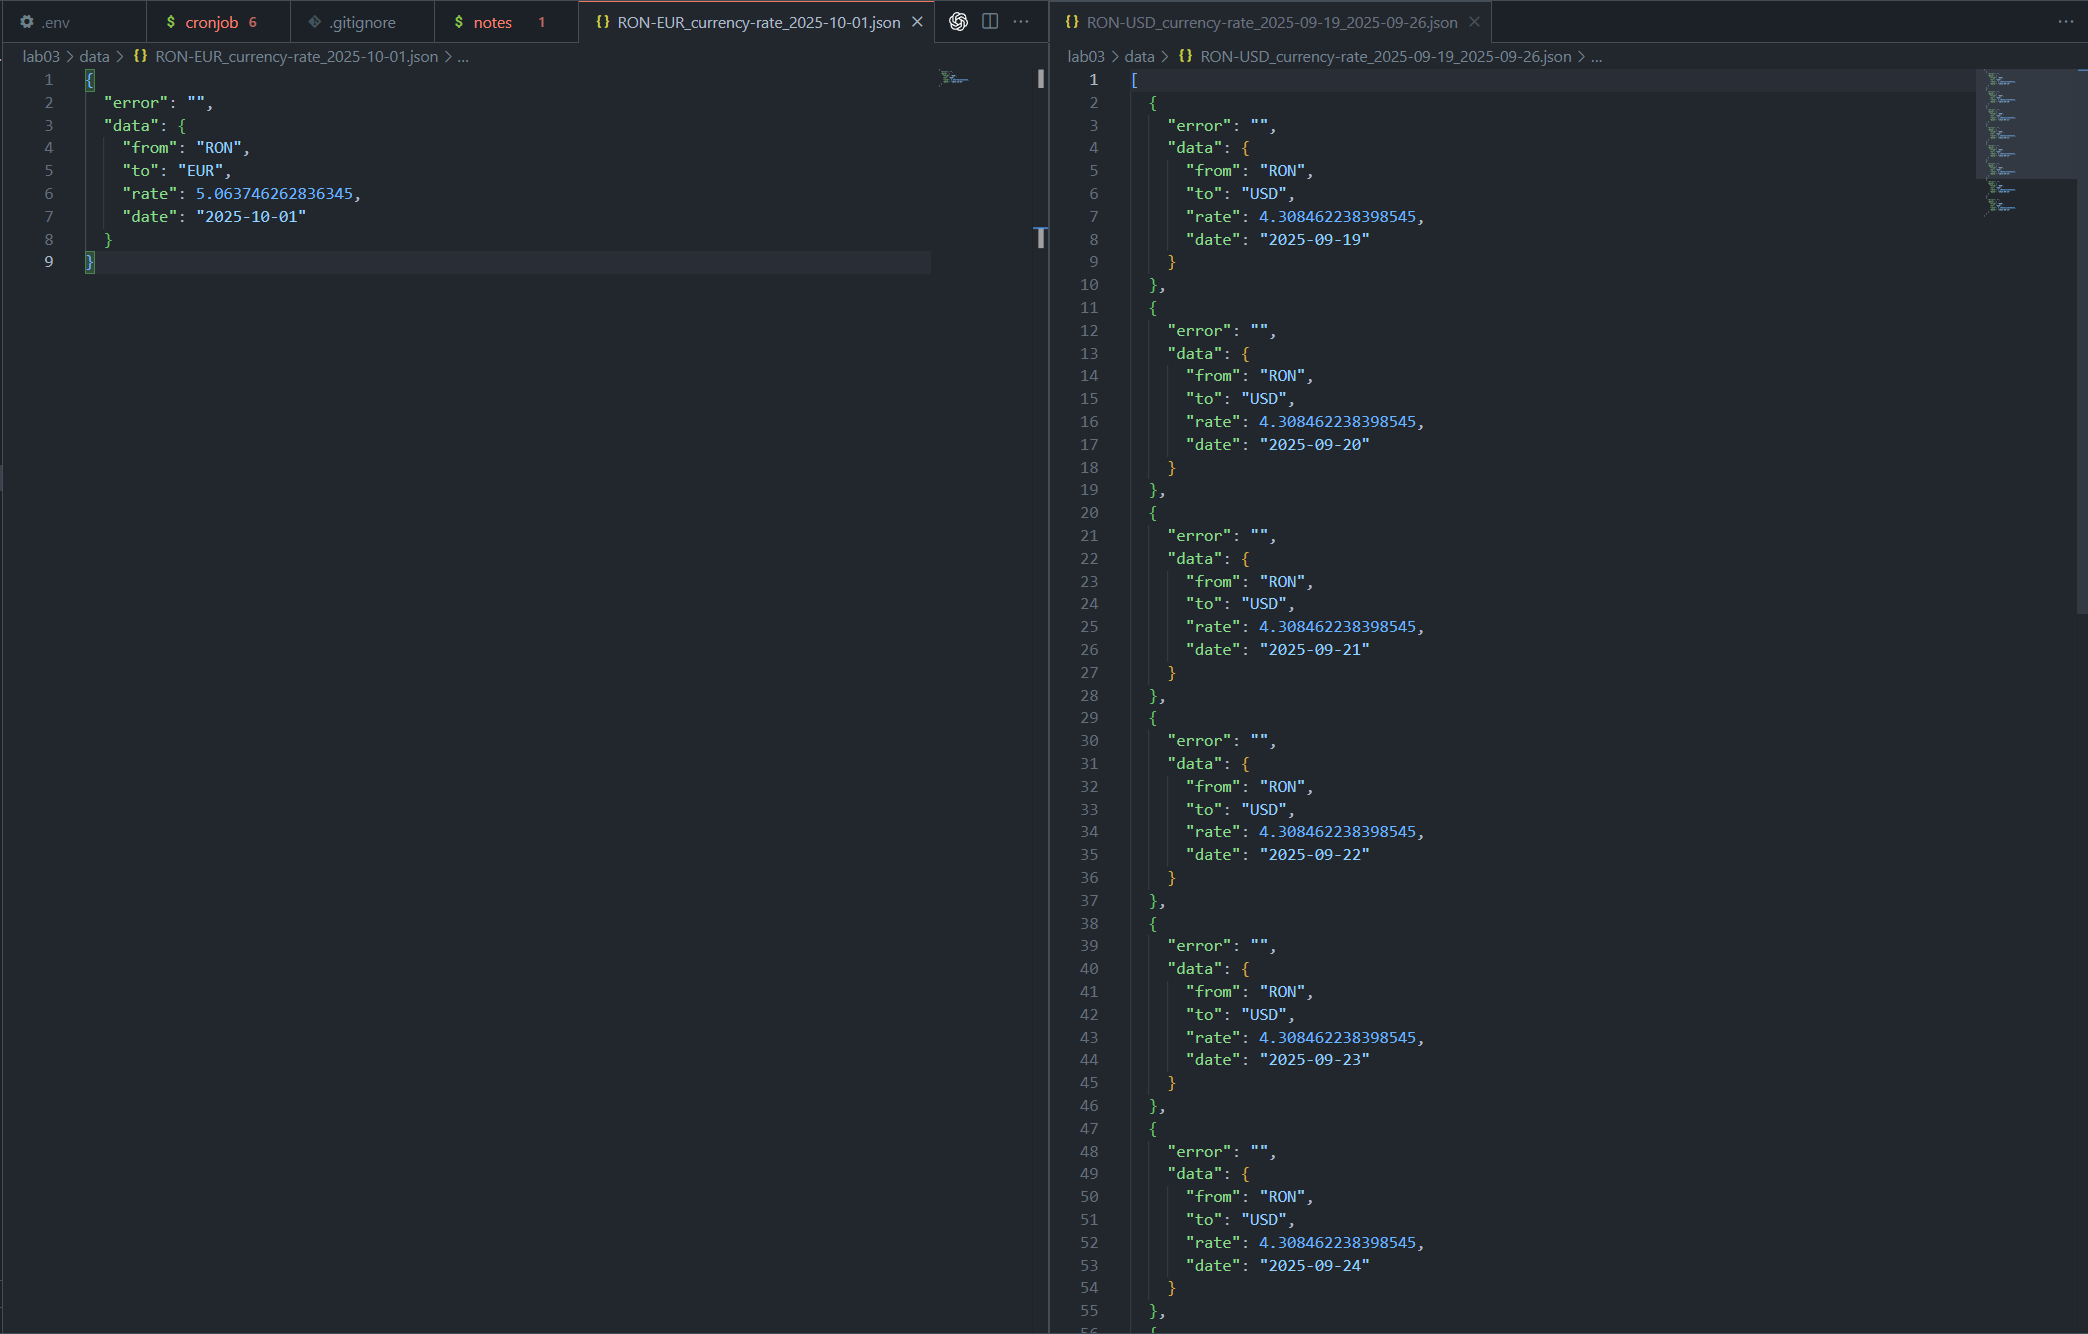 .env
cronjob 6
.gitignore
notes 1
{} RON-EUR_currency-rate_2025-10-01.json
lab03 > data > {} RON-EUR_currency-rate_2025-10-01.json > ...
1 {
2 "error": "",
3 "data": {
4 "from": "RON",
5 "to": "EUR",
6 "rate": 5.063746262836345,
7 "date": "2025-10-01"
8 }
9 }
{} RON-USD_currency-rate_2025-09-19_2025-09-26.json
lab03 > data > {} RON-USD_currency-rate_2025-09-19_2025-09-26.json > ...
1 [
2 {
3 "error": "",
4 "data": {
5 "from": "RON",
6 "to": "USD",
7 "rate": 4.308462238398545,
8 "date": "2025-09-19"
9 }
10 },
11 {
12 "error": "",
13 "data": {
14 "from": "RON",
15 "to": "USD",
16 "rate": 4.308462238398545,
17 "date": "2025-09-20"
18 }
19 },
20 {
21 "error": "",
22 "data": {
23 "from": "RON",
24 "to": "USD",
25 "rate": 4.308462238398545,
26 "date": "2025-09-21"
27 }
28 },
29 {
30 "error": "",
31 "data": {
32 "from": "RON",
33 "to": "USD",
34 "rate": 4.308462238398545,
35 "date": "2025-09-22"
36 }
37 },
38 {
39 "error": "",
40 "data": {
41 "from": "RON",
42 "to": "USD",
43 "rate": 4.308462238398545,
44 "date": "2025-09-23"
45 }
46 },
47 {
48 "error": "",
49 "data": {
50 "from": "RON",
51 "to": "USD",
52 "rate": 4.308462238398545,
53 "date": "2025-09-24"
54 }
55 },